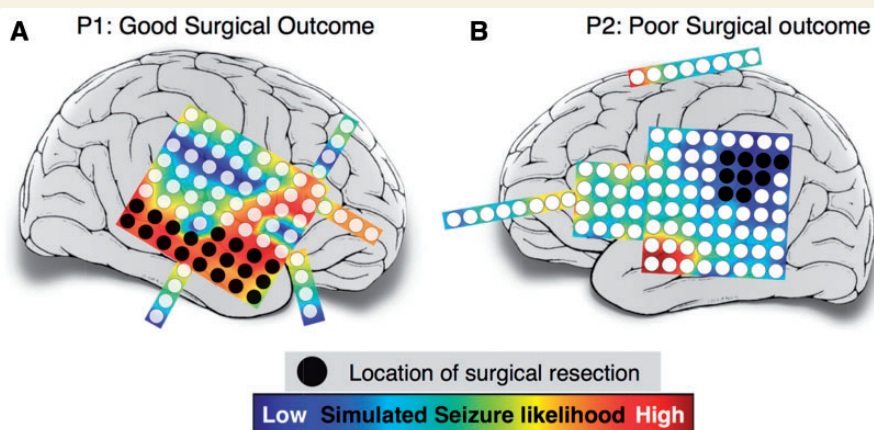 A
P1: Good Surgical Outcome
B
P2: Poor Surgical outcome
Location of surgical resection
Low Simulated Seizure likelihood High